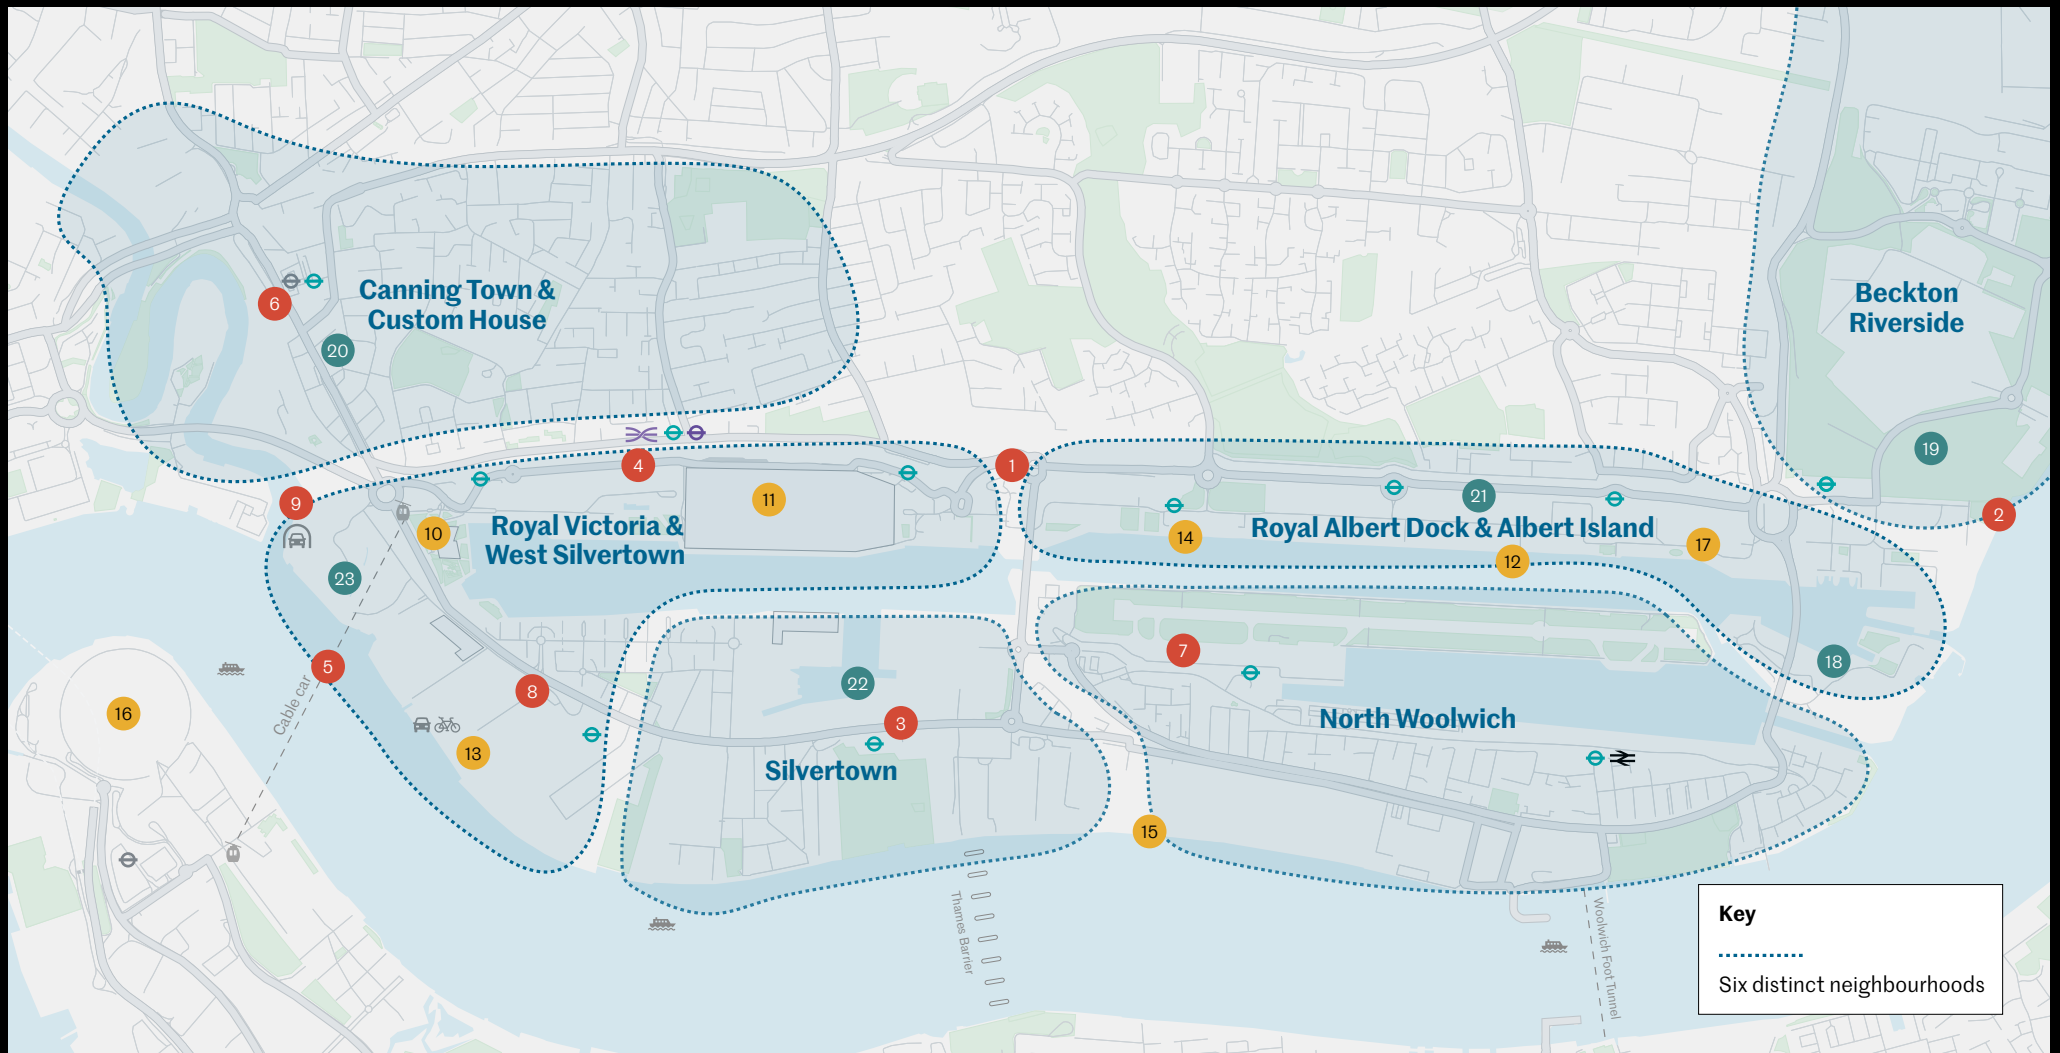 Canning Town &
Custom House
Beckton
Riverside
6
20
19
4
1
9
11
2
21
10
Royal Victoria &
West Silvertown
14
Royal Albert Dock & Albert Island
17
12
23
7
18
5
22
8
16
Cable car
3
North Woolwich
13
Silvertown
15
Thames Barrier
Woolwich Foot Tunnel
Key
Six distinct neighbourhoods